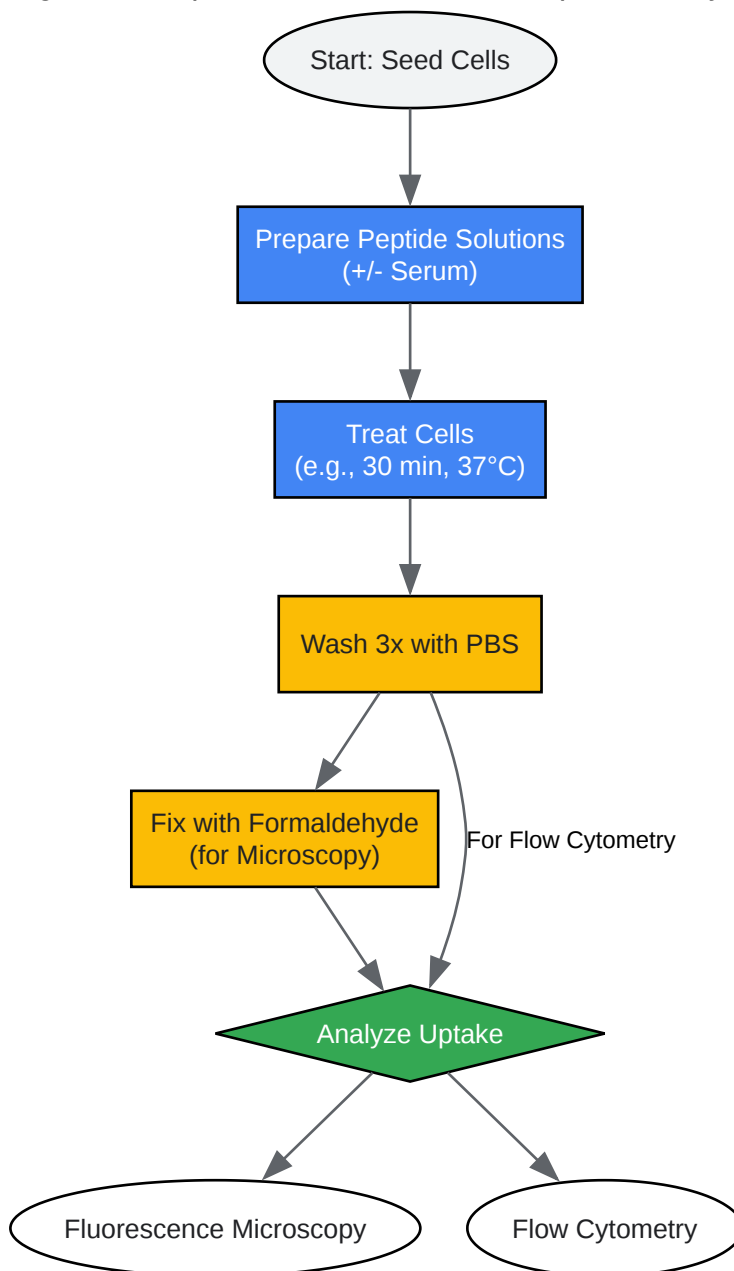 Start: Seed Cells
Prepare Peptide Solutions
(+/- Serum)
Treat Cells
(e.g., 30 min, 37°C)
Wash 3x with PBS
Fix with Formaldehyde
(for Microscopy)
For Flow Cytometry
Analyze Uptake
Fluorescence Microscopy
Flow Cytometry